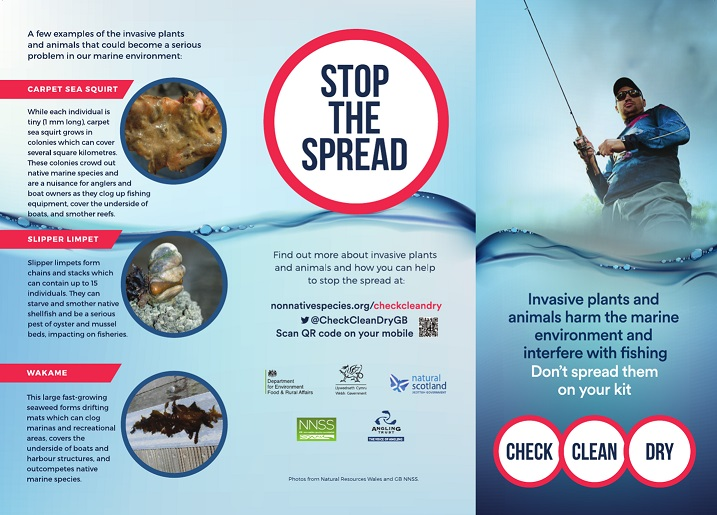 A few examples of the invasive plants
and animals that could become a serious
problem in our marine environment:
CARPET SEA SQUIRT
While each individual is
tiny (1 mm long), carpet
sea squirt grows in
colonies which can cover
several square kilometres.
These colonies crowd out
native marine species and
are a nuisance for anglers and
boat owners as they clog up fishing
equipment, cover the underside of
boats, and smother reefs.
SLIPPER LIMPET
Slipper limpets form
chains and stacks which
can contain up to 15
individuals. They can
starve and smother native
shellfish and be a serious
pest of oyster and mussel
beds, impacting on fisheries.
WAKAME
This large fast-growing
seaweed forms drifting
mats which can clog
marinas and recreational
areas, covers the
underside of boats and
harbour structures, and
outcompetes native
marine species.
STOP
THE
SPREAD
Find out more about invasive plants
and animals and how you can help
to stop the spread at:
nonnativespecies.org/checkcleandry
@CheckCleanDryGB
Scan QR code on your mobile
Department
for Environment
Food & Rural Affairs
Llywodraeth Cymru
Welsh Government
natural
scotland
SCOTTISH GOVERNMENT
NNSS
ANGLING
TRUST
THE VOICE OF ANGLING
Photos from Natural Resources Wales and GB NNSS.
Invasive plants and
animals harm the marine
environment and
interfere with fishing
Don't spread them
on your kit
CHECK
CLEAN
DRY